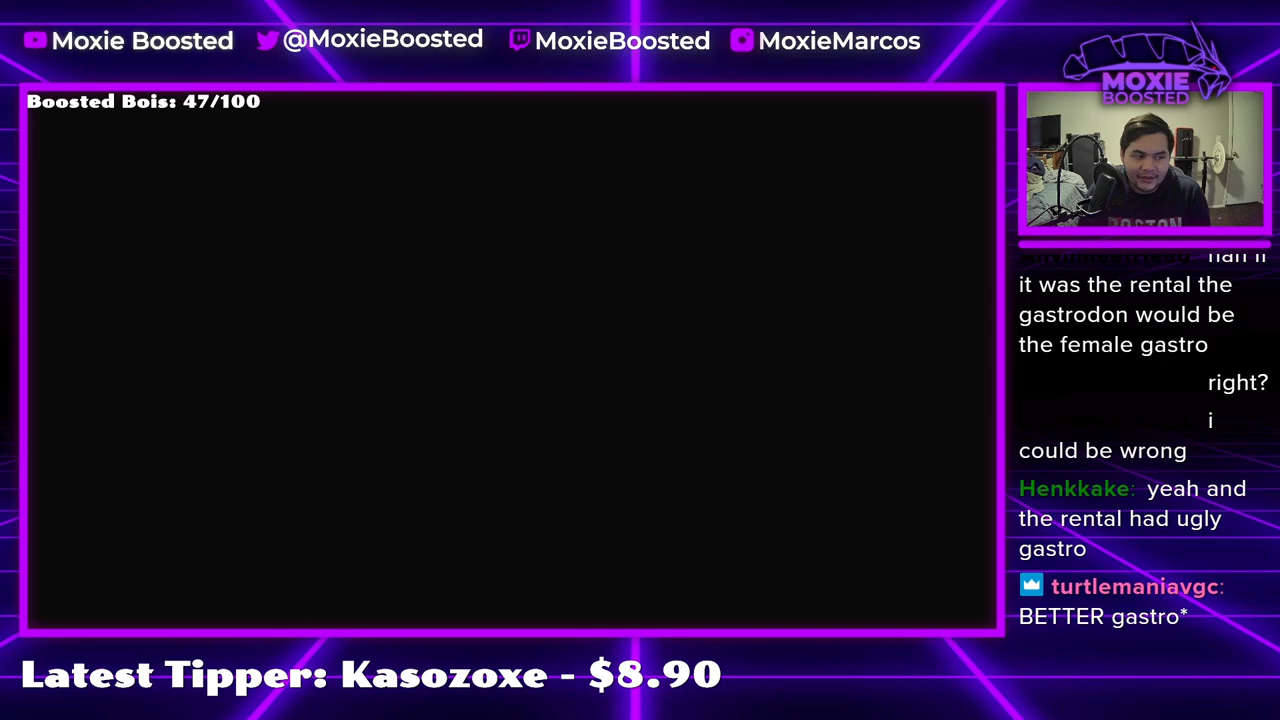 Moxie Boosted @MoxieBoosted MoxieBoosted MoxieMarcos
MOXIE
BOOSTED
Boosted Bois: 47/100
BOSTON
it was the rental the
gastrodon would be
the female gastro
right?
i
could be wrong
Henkkake: yeah and
the rental had ugly
gastro
turtlemaniavgc:
BETTER gastro*
Latest Tipper: Kasozoxe - $8.90